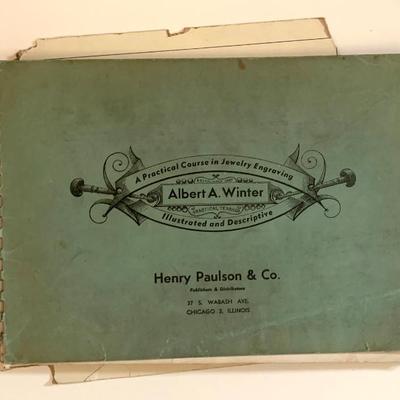 A Practical Course in Jewelry Engraving
Albert A. Winter
Illustrated and Descriptive
Henry Paulson & Co.
Publishers & Distributors
37 S. WABASH AVE.
CHICAGO 3, ILLINOIS